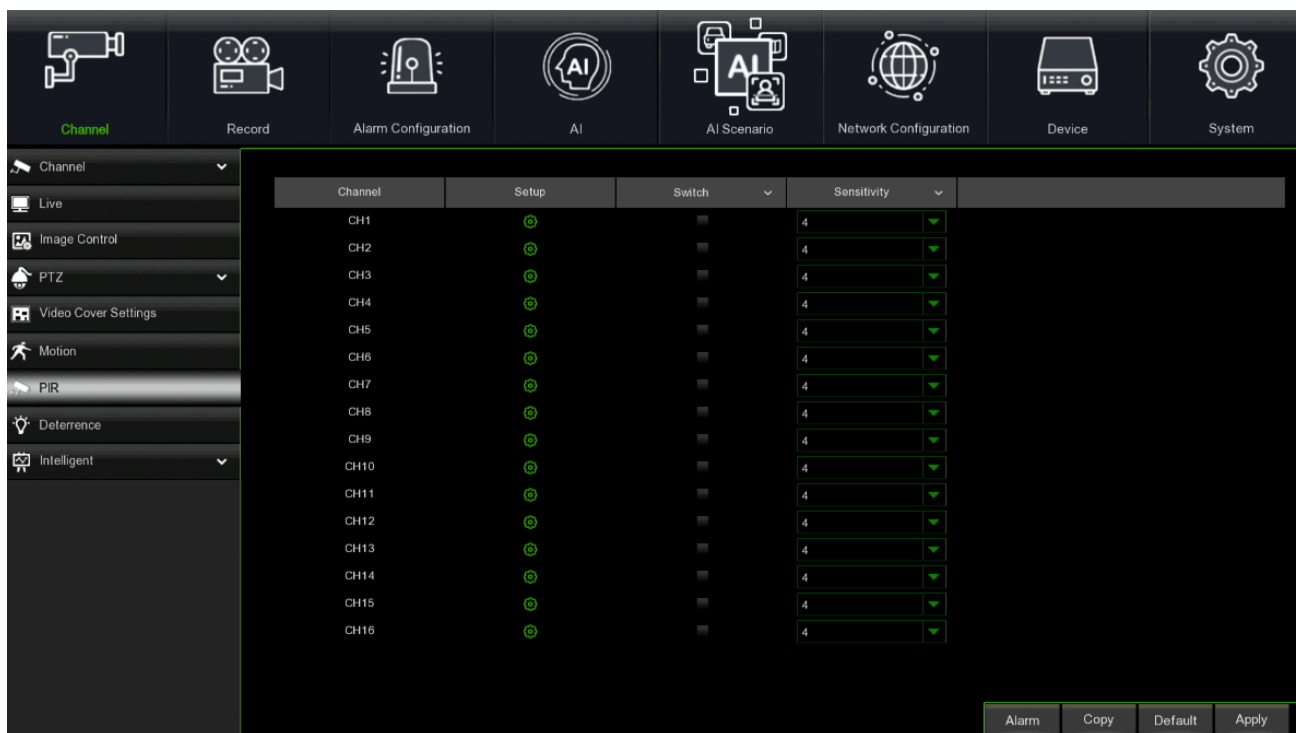 Channel Record Alarm Configuration AI AI Scenario Network Configuration Device System
Channel
Live
Image Control
PTZ
Video Cover Settings
Motion
PIR
Deterrence
Intelligent
Channel Setup Switch Sensitivity
CH1 4
CH2 4
CH3 4
CH4 4
CH5 4
CH6 4
CH7 4
CH8 4
CH9 4
CH10 4
CH11 4
CH12 4
CH13 4
CH14 4
CH15 4
CH16 4
Alarm Copy Default Apply